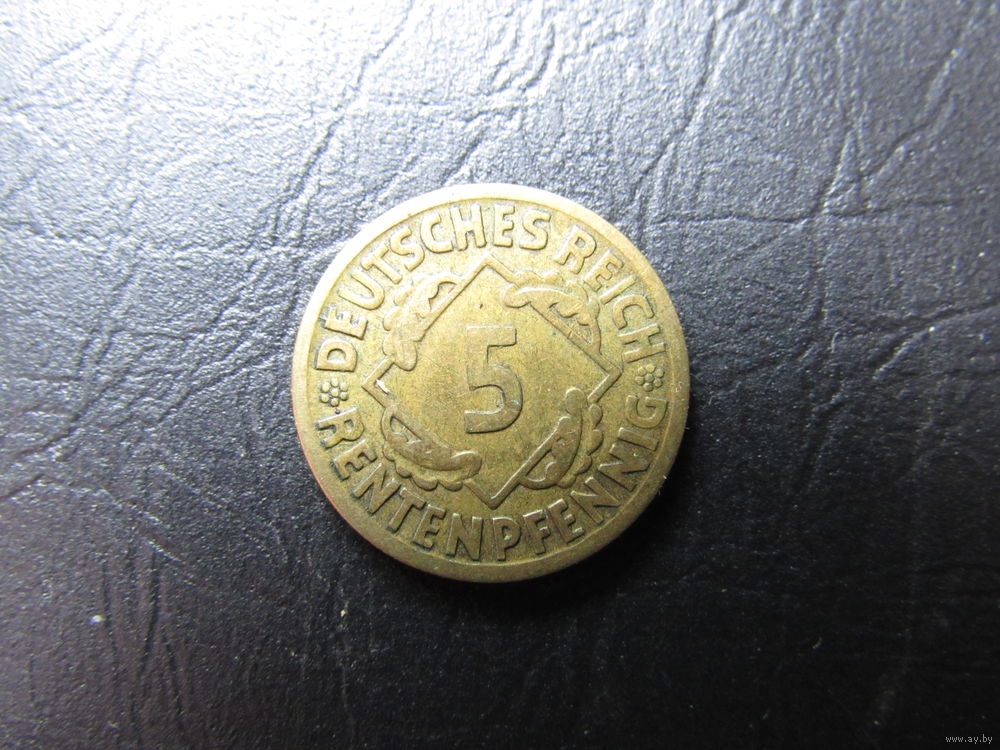 DEUTSCHES REICH
5
RENTENPFENNIG
www.ay.by